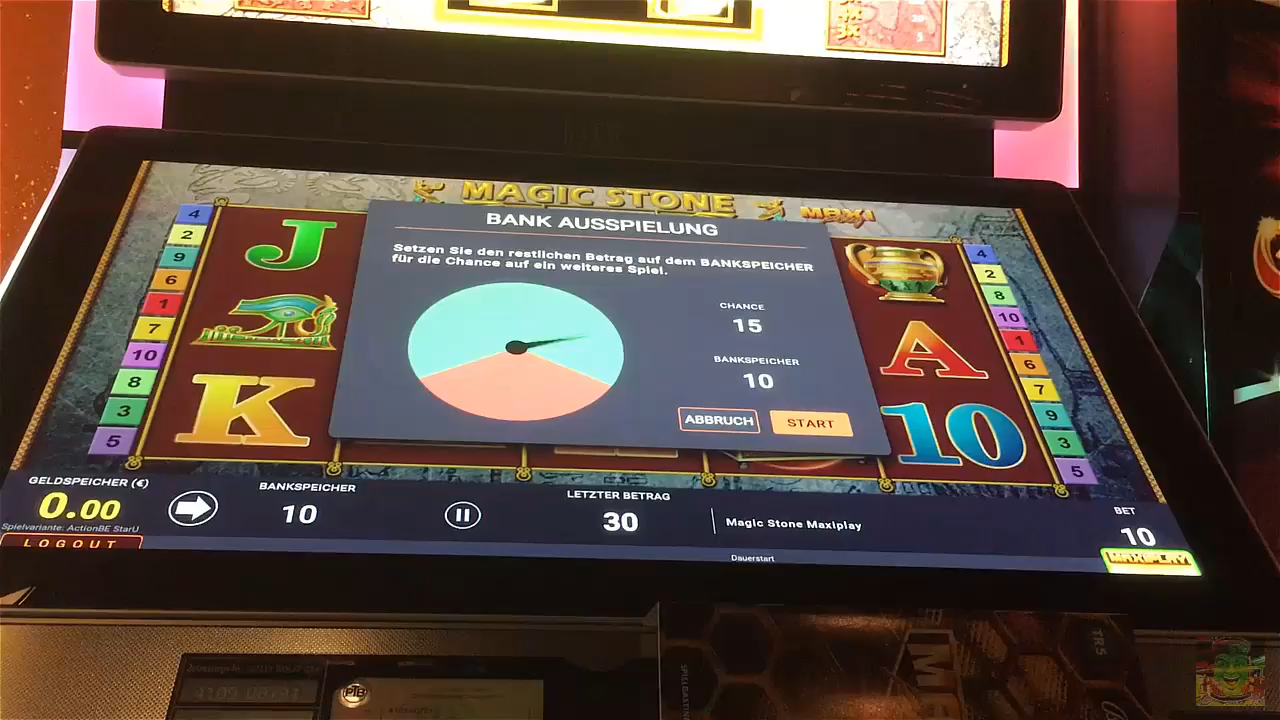 MAGIC STONE
MAXI
BANK AUSSPIELUNG
Setzen Sie den restlichen Betrag auf dem BANKSPEICHER
für die Chance auf ein weiteres Spiel.
CHANCE
15
BANKSPEICHER
10
ABBRUCH
START
4
2
9
6
1
7
10
8
3
5
J
K
A
10
4
2
8
10
1
6
7
9
3
5
GELDSPEICHER (€)
0.00
Spielvariante: ActionBE StarU
LOGOUT
BANKSPEICHER
10
LETZTER BETRAG
30
Magic Stone Maxiplay
Dauerstart
BET
10
MAXIPLAY
PTB
TR5